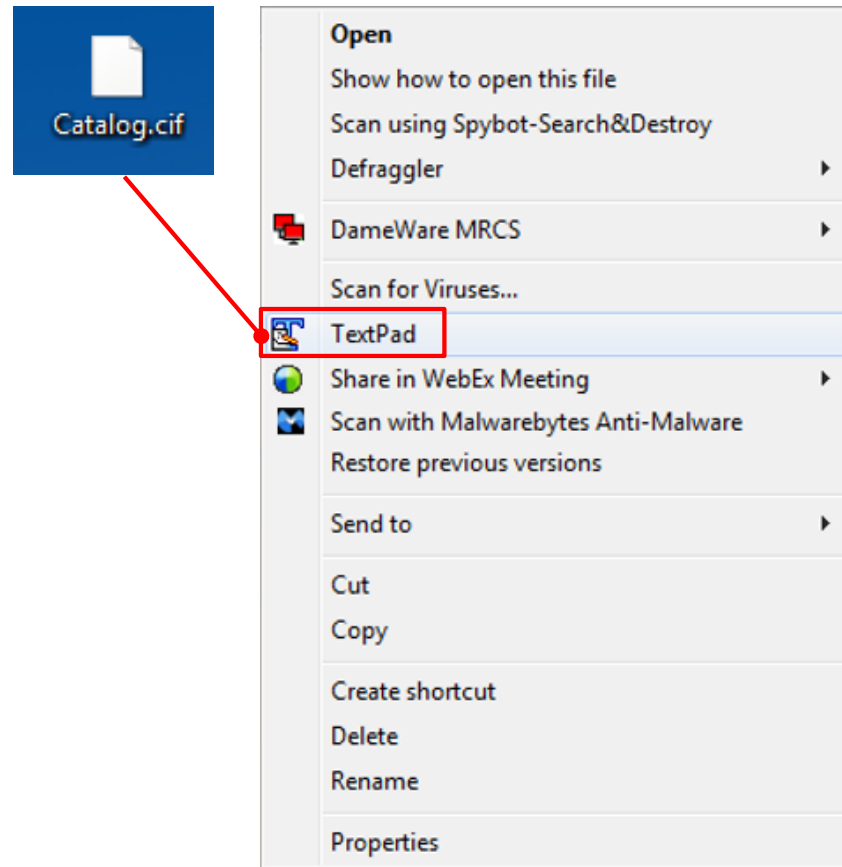 Catalog.cif
Open
Show how to open this file
Scan using Spybot-Search&Destroy
Defraggler
DameWare MRCS
Scan for Viruses...
TextPad
Share in WebEx Meeting
Scan with Malwarebytes Anti-Malware
Restore previous versions
Send to
Cut
Copy
Create shortcut
Delete
Rename
Properties